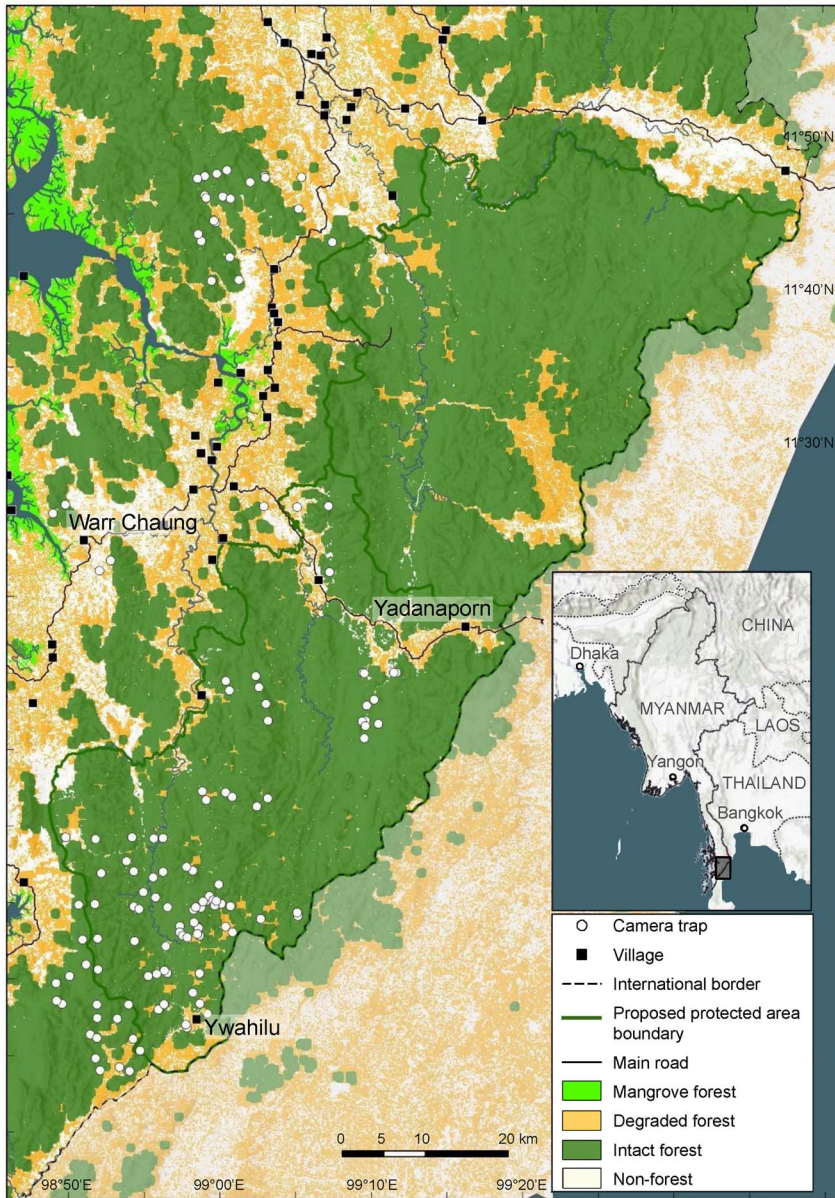 11°50'N
11°40'N
11°30'N
Warr Chaung
Yadanaporn
Ywahilu
CHINA
Dhaka
MYANMAR
LAOS
Yangon
THAILAND
Bangkok
Camera trap
Village
International border
Proposed protected area
boundary
Main road
Mangrove forest
Degraded forest
Intact forest
Non-forest
0 5 10 20 km
98°50'E 99°00'E 99°10'E 99°20'E